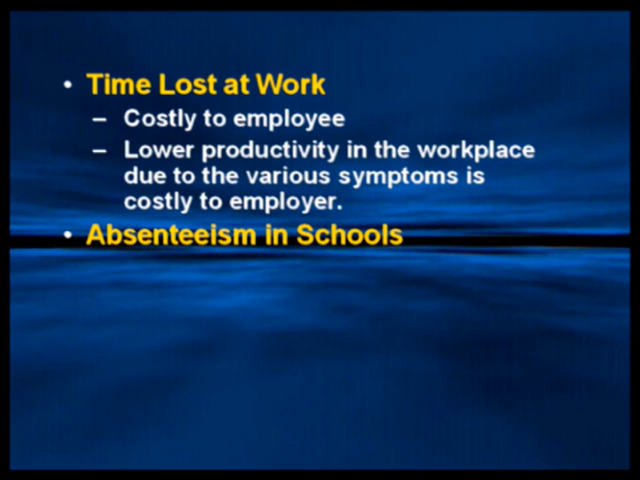 • Time Lost at Work
– Costly to employee
– Lower productivity in the workplace
due to the various symptoms is
costly to employer.
• Absenteeism in Schools